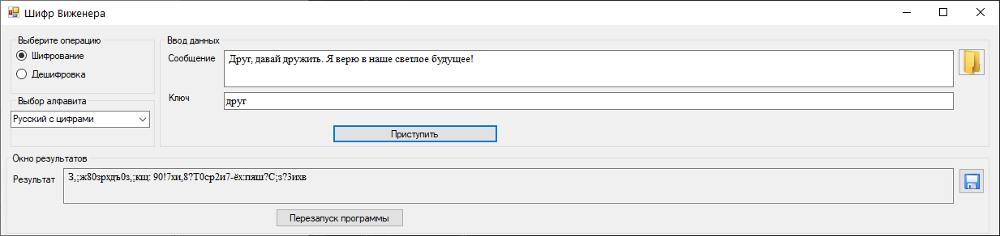 Шифр Виженера
Выберите операцию
Шифрование
Дешифровка
Выбор алфавита
Русский с цифрами
Ввод данных
Сообщение
Друг, давай дружить. Я верю в наше светлое будущее!
Ключ
друг
Приступить
Окно результатов
Результат
З,;ж80зрхдъ0з,;кщ: 90!7хи,8?Т0ср2и7-ёх:пяш?С;з?3ихв
Перезапуск программы